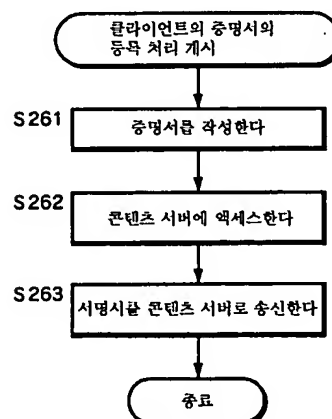 클라이언트의 증명서의
등록 처리 개시
S261
증명서를 작성한다
S262
콘텐츠 서버에 액세스한다
S263
서명시를 콘텐츠 서버로 송신한다
종료